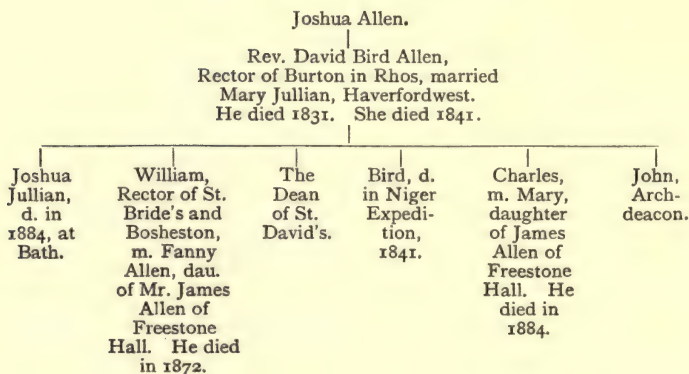 Joshua Allen.
Rev. David Bird Allen,
Rector of Burton in Rhos, married
Mary Jullian, Haverfordwest.
He died 1831. She died 1841.
Joshua
Jullian,
d. in
1884, at
Bath.
William,
Rector of St.
Bride's and
Bosheston,
m. Fanny
Allen, dau.
of Mr. James
Allen of
Freestone
Hall. He died
in 1872.
The
Dean
of St.
David's.
Bird, d.
in Niger
Expedi-
tion,
1841.
Charles,
m. Mary,
daughter
of James
Allen of
Freestone
Hall. He
died in
1884.
John,
Arch-
deacon.